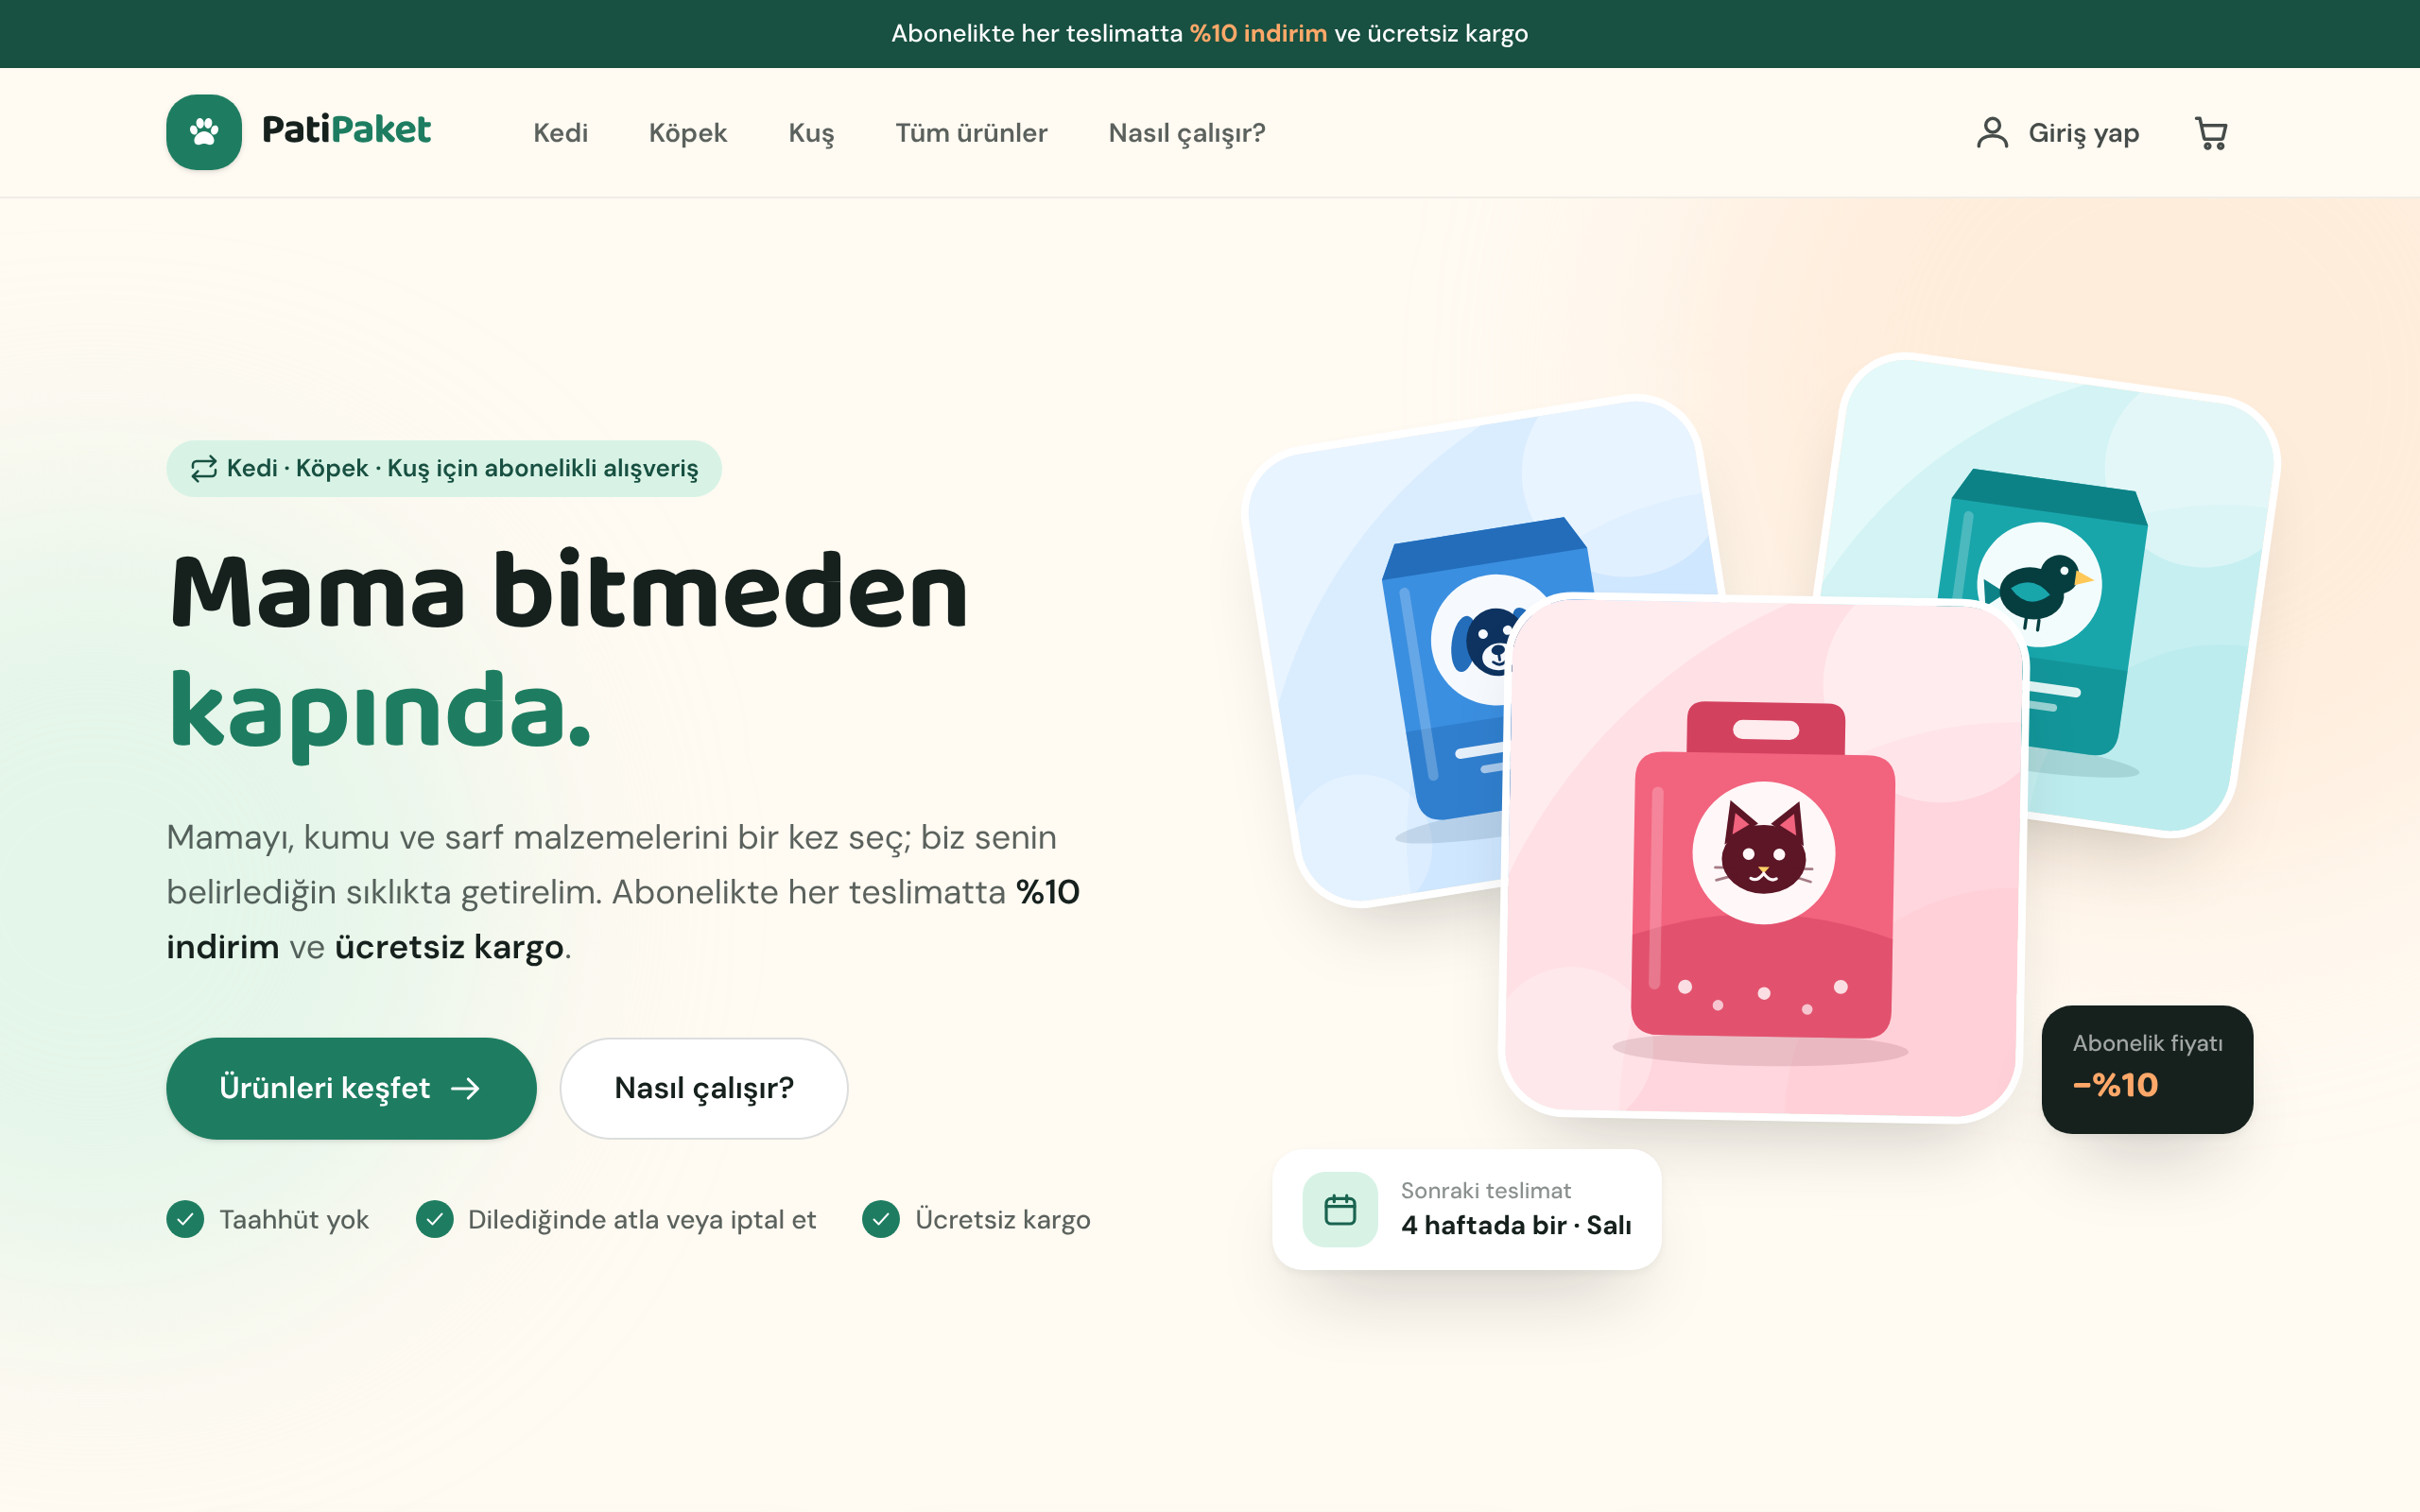 Abonelikte her teslimatta %10 indirim ve ücretsiz kargo
PatiPaket
Kedi
Köpek
Kuş
Tüm ürünler
Nasıl çalışır?
Giriş yap
Kedi · Köpek · Kuş için abonelikli alışveriş
Mama bitmeden
kapında.
Mamayı, kumu ve sarf malzemelerini bir kez seç; biz senin
belirlediğin sıklıkta getirelim. Abonelikte her teslimatta %10
indirim ve ücretsiz kargo.
Ürünleri keşfet
Nasıl çalışır?
Taahhüt yok
Dilediğinde atla veya iptal et
Ücretsiz kargo
Abonelik fiyatı
−%10
Sonraki teslimat
4 haftada bir · Salı